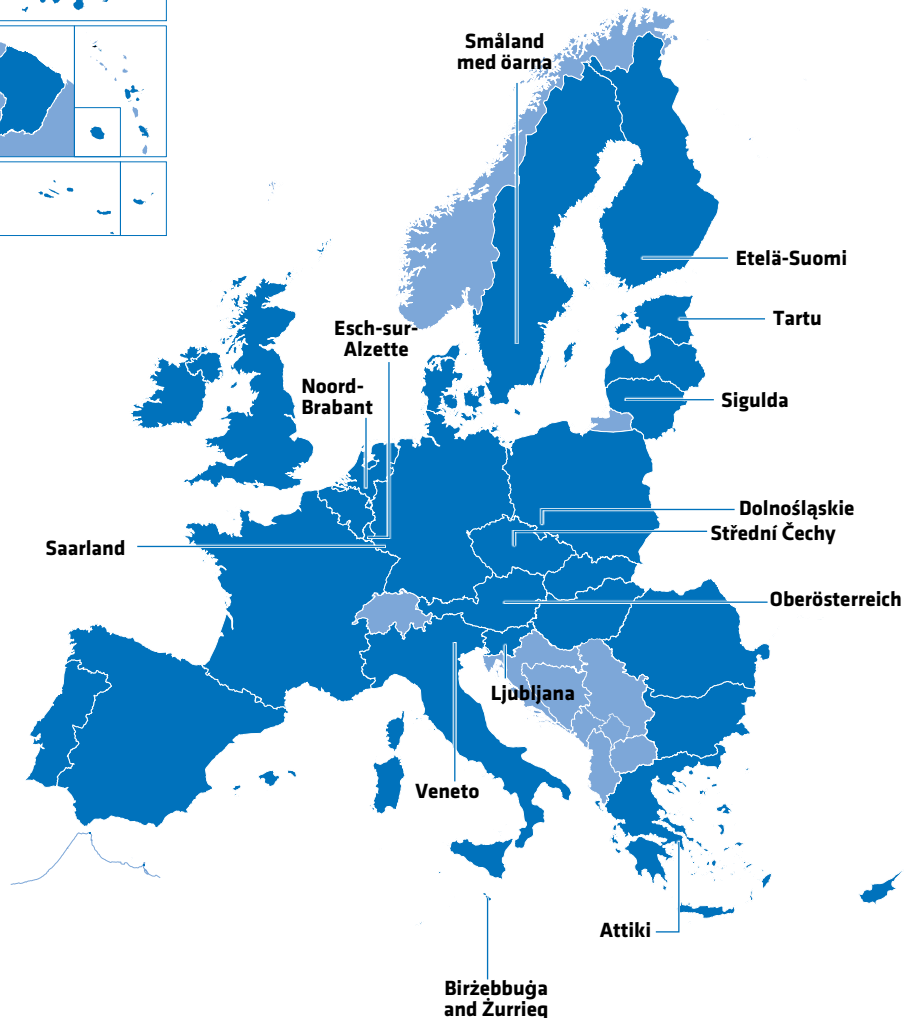 Småland
med öarna
Etelä-Suomi
Tartu
Esch-sur-
Alzette
Noord-
Brabant
Sigulda
Dolnośląskie
Střední Čechy
Saarland
Oberösterreich
Ljubljana
Veneto
Attiki
Birżebbuġa
and Żurrieq